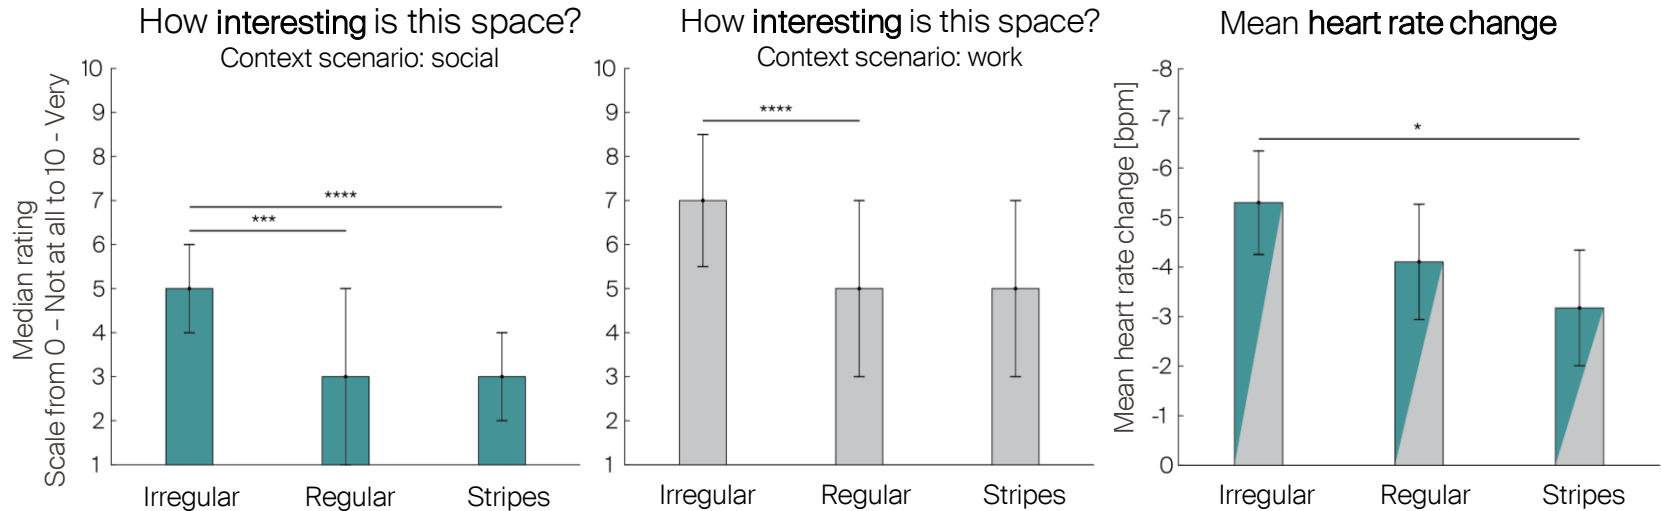 How interesting is this space?
Context scenario: social
Median rating
Scale from 0 – Not at all to 10 - Very
10
9
8
7
6
5
4
3
2
1
****
***
Irregular
Regular
Stripes
How interesting is this space?
Context scenario: work
10
9
8
7
6
5
4
3
2
1
****
Irregular
Regular
Stripes
Mean heart rate change
Mean heart rate change [bpm]
-8
-7
-6
-5
-4
-3
-2
-1
0
*
Irregular
Regular
Stripes